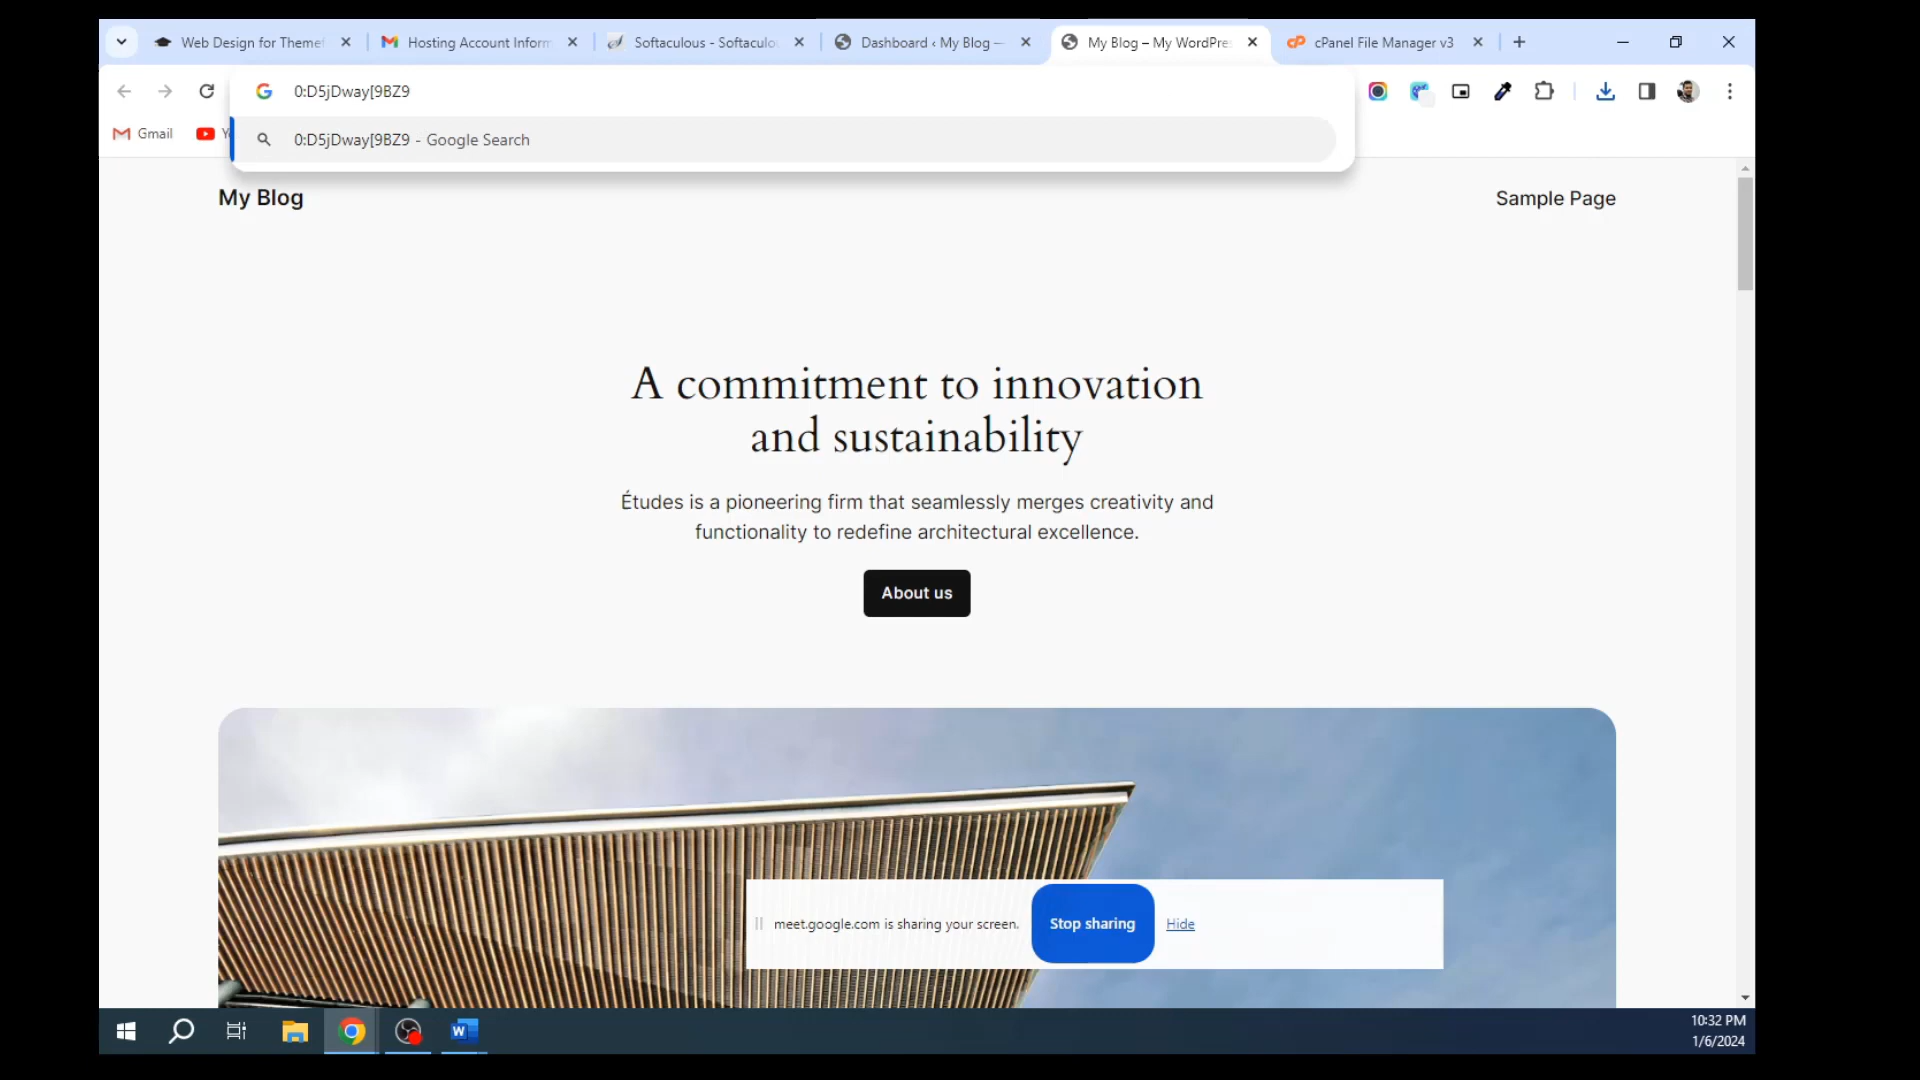 Web Design for Themef
Hosting Account Inform
Softaculous - Softaculou
Dashboard ‹ My Blog —
My Blog – My WordPres
cPanel File Manager v3
0:D5jDway[9BZ9
Gmail
Y
0:D5jDway[9BZ9 - Google Search
My Blog
Sample Page
A commitment to innovation
and sustainability
Études is a pioneering firm that seamlessly merges creativity and
functionality to redefine architectural excellence.
About us
meet.google.com is sharing your screen.
Stop sharing
Hide
10:32 PM
1/6/2024